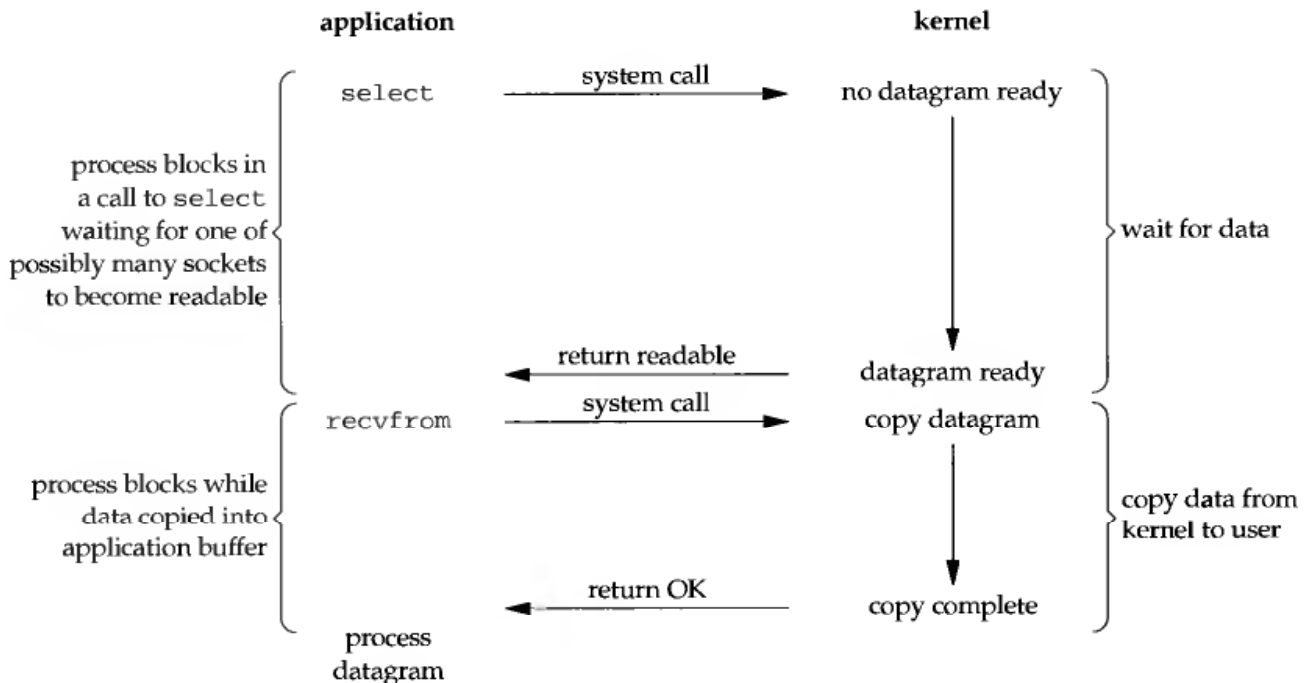 application
kernel
select
system call
no datagram ready
process blocks in
a call to select
waiting for one of
possibly many sockets
to become readable
wait for data
return readable
datagram ready
recvfrom
system call
copy datagram
process blocks while
data copied into
application buffer
copy data from
kernel to user
return OK
copy complete
process
datagram